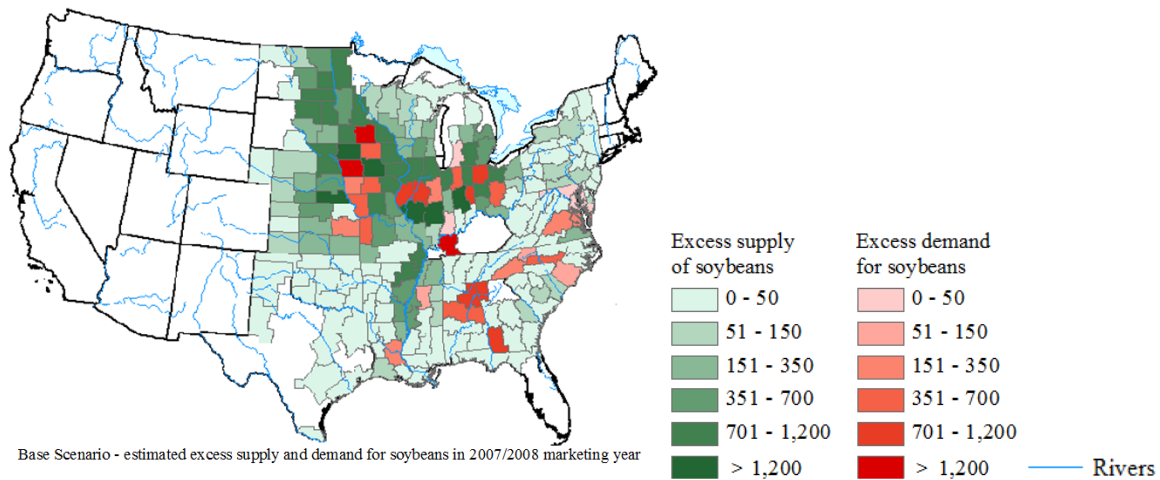 Excess supply
of soybeans
0 - 50
51 - 150
151 - 350
351 - 700
701 - 1,200
> 1,200
Excess demand
for soybeans
0 - 50
51 - 150
151 - 350
351 - 700
701 - 1,200
> 1,200
Rivers
Base Scenario - estimated excess supply and demand for soybeans in 2007/2008 marketing year